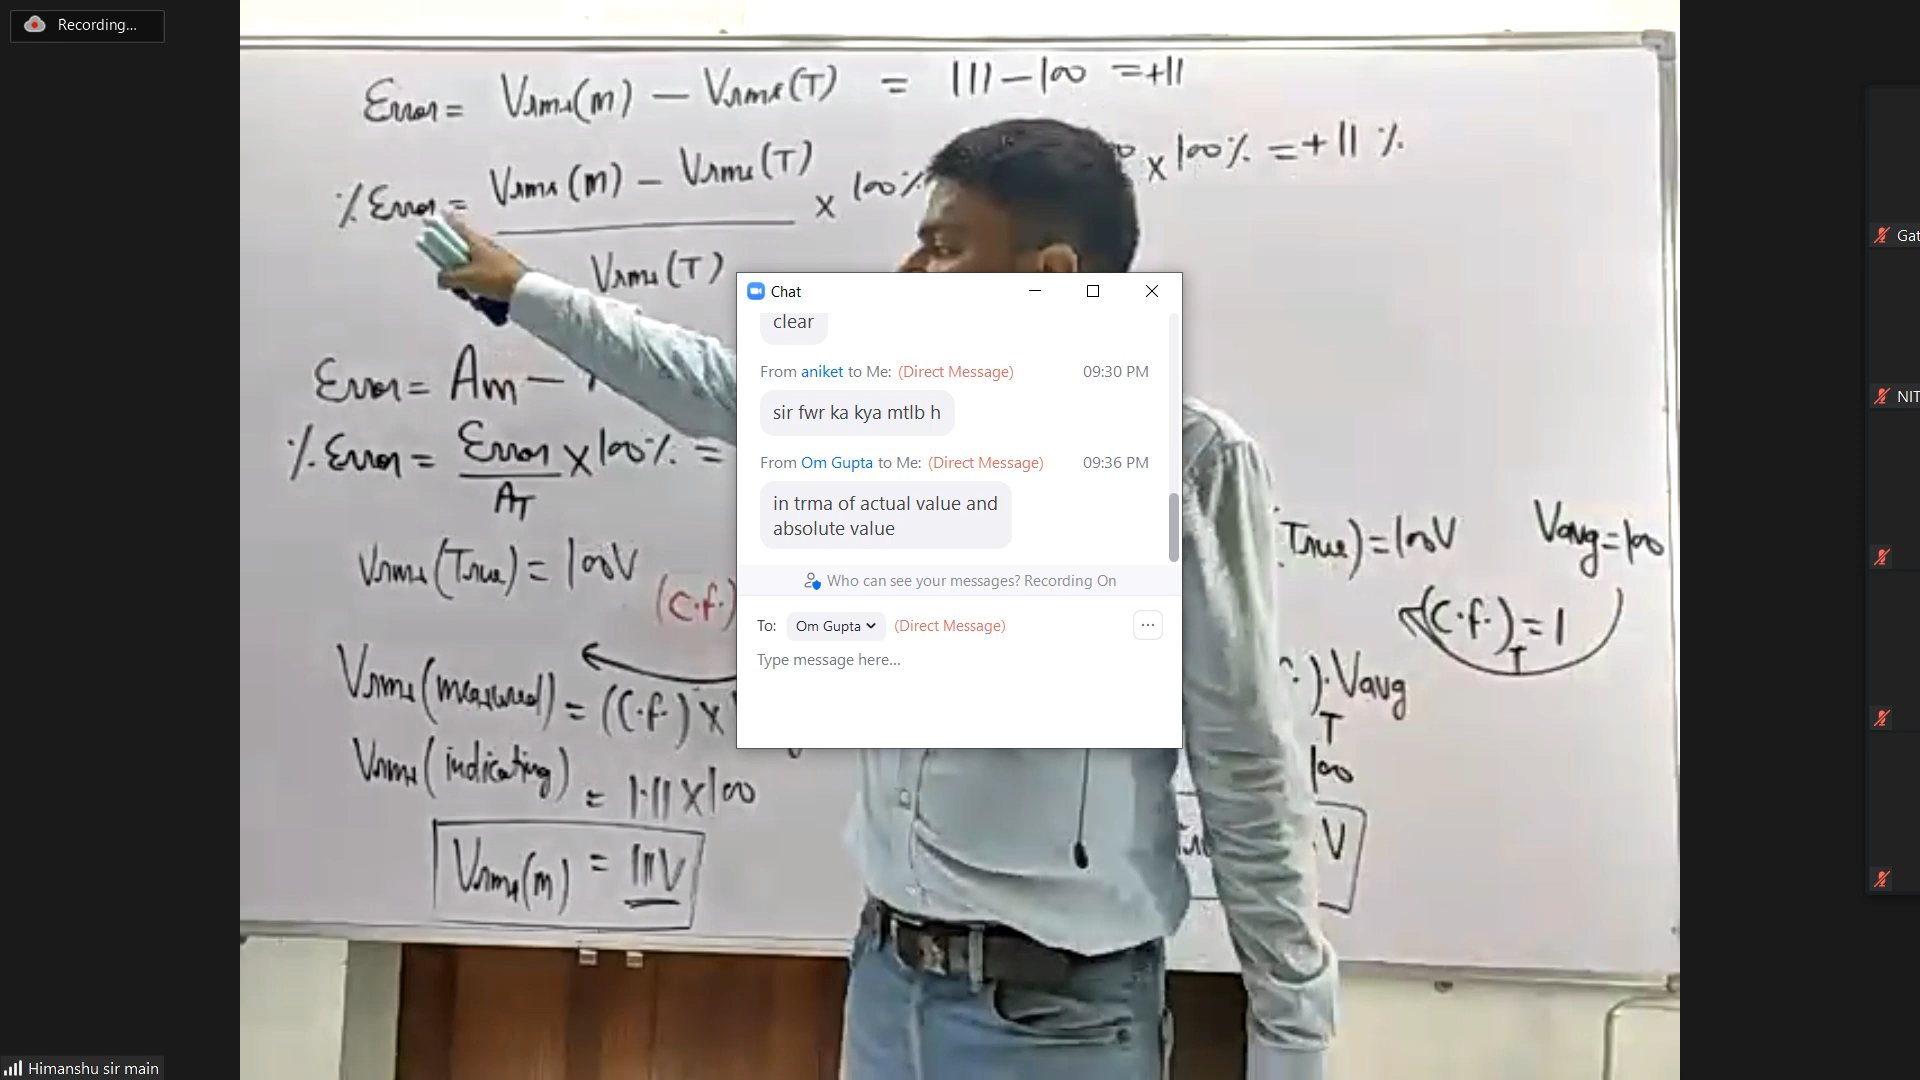 Recording...
Error = Vrms(m) − Vrms(T) = 111 − 100 = +11
% Error = Vrms(m) − Vrms(T) × 100% × 100% = +11 %
Vrms(T)
Error = Am −
% Error = Error × 100% =
AT
Vrms(True) = 100V
(C.f.)
Vrms(measured) = (C.f.) ×
Vrms(indicating) = 1.11 × 100
Vrms(m) = 111V
True) = 100V
Vavg = 100
(C.f.)T = 1
).Vavg
T
100
V
Chat
clear
From aniket to Me: (Direct Message) 09:30 PM
sir fwr ka kya mtlb h
From Om Gupta to Me: (Direct Message) 09:36 PM
in trma of actual value and
absolute value
Who can see your messages? Recording On
To: Om Gupta (Direct Message)
Type message here...
Gat
NIT
Himanshu sir main